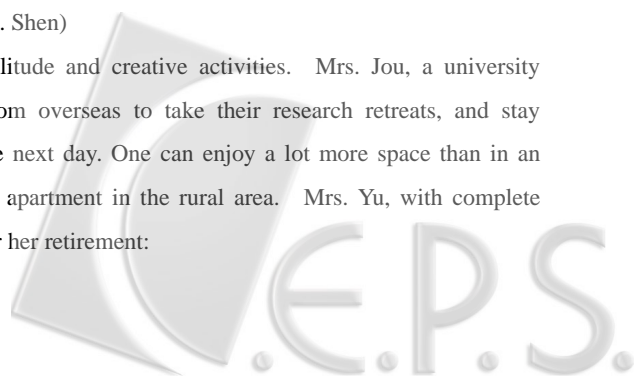 . Shen)
litude and creative activities. Mrs. Jou, a university
om overseas to take their research retreats, and stay
e next day. One can enjoy a lot more space than in an
apartment in the rural area. Mrs. Yu, with complete
r her retirement:
C.E.P.S.